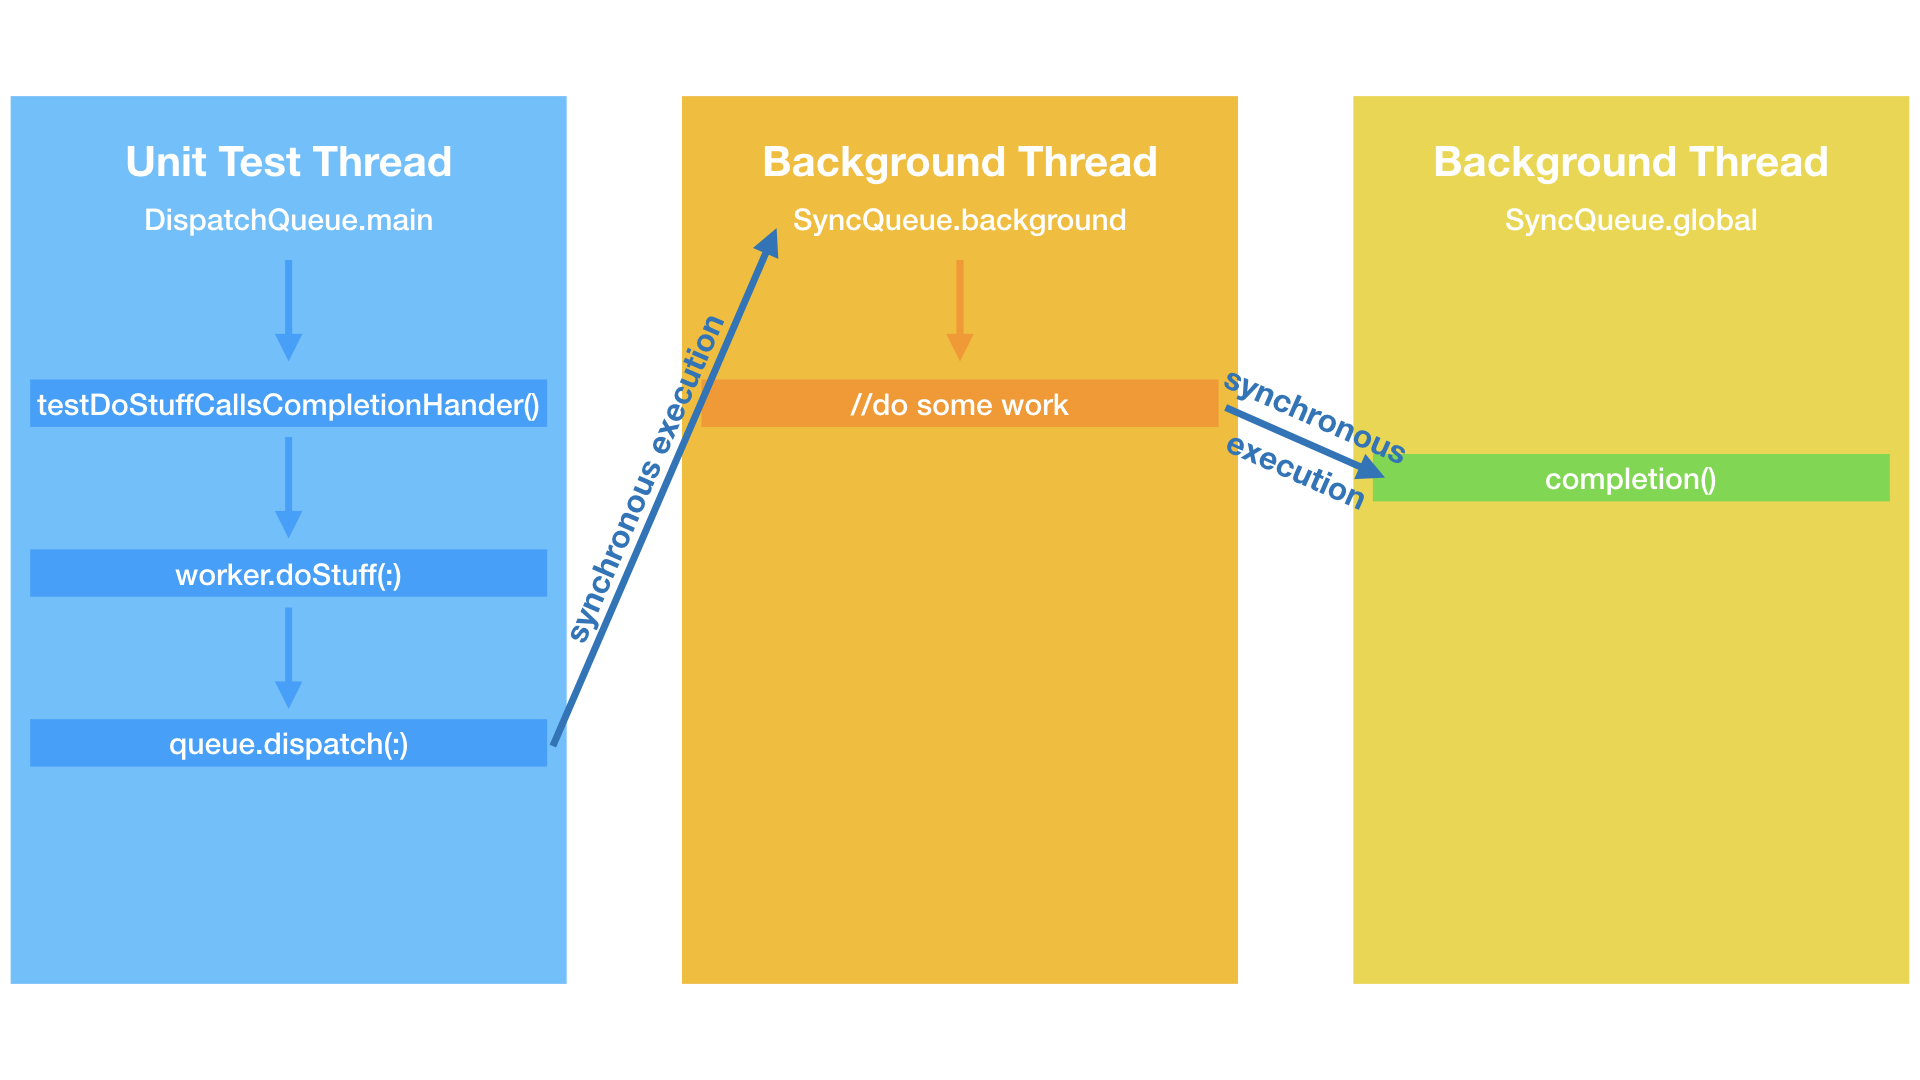 Unit Test Thread
DispatchQueue.main
testDoStuffCallsCompletionHander()
worker.doStuff(:)
queue.dispatch(:)
synchronous execution
Background Thread
SyncQueue.background
//do some work
synchronous
execution
Background Thread
SyncQueue.global
completion()